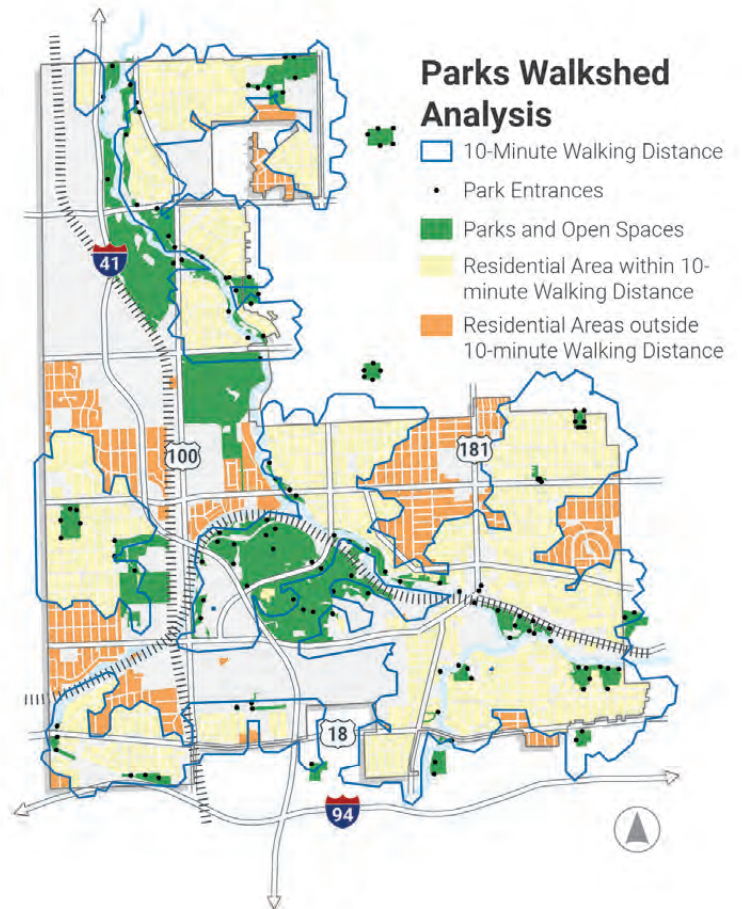 Parks Walkshed
Analysis
10-Minute Walking Distance
Park Entrances
Parks and Open Spaces
Residential Area within 10-
minute Walking Distance
Residential Areas outside
10-minute Walking Distance
41
100
181
18
94